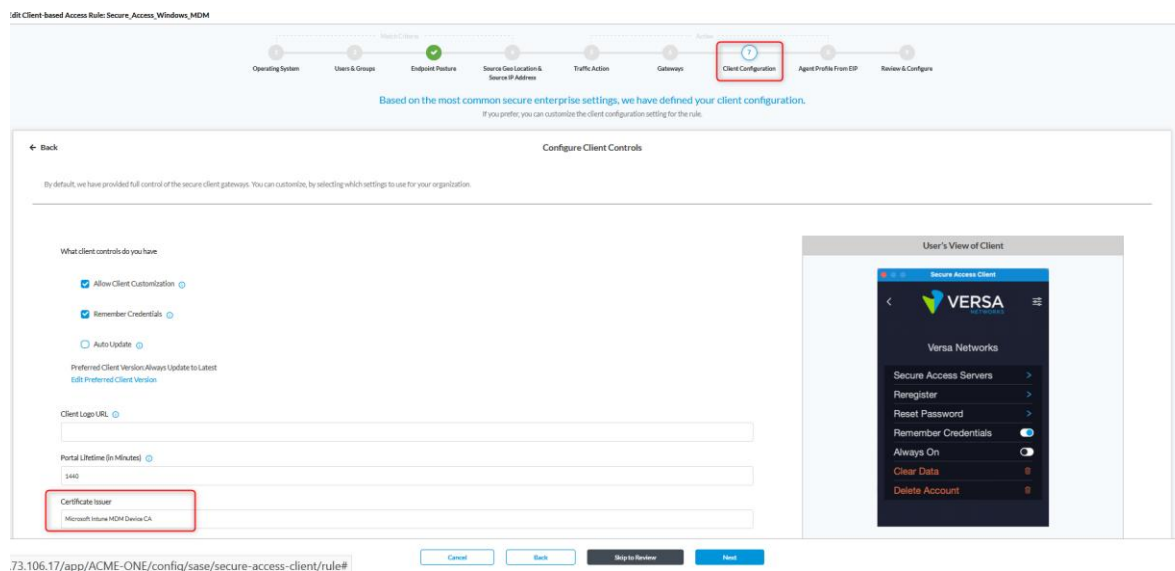 Edit Client-based Access Rule: Secure_Access_Windows_MDM
Match Criteria
Action
7
Operating System
Users & Groups
Endpoint Posture
Source Geo Location &
Source IP Address
Traffic Action
Gateways
Client Configuration
Agent Profile From EIP
Review & Configure
Based on the most common secure enterprise settings, we have defined your client configuration.
If you prefer, you can customize the client configuration setting for the rule.
← Back
Configure Client Controls
By default, we have provided full control of the secure client gateways. You can customize, by selecting which settings to use for your organization.
What client controls do you have
Allow Client Customization
Remember Credentials
Auto Update
Preferred Client Version:Always Update to Latest
Edit Preferred Client Version
Client Logo URL
Portal Lifetime (in Minutes)
1440
Certificate Issuer
Microsoft Intune MDM Device CA
User's View of Client
Secure Access Client
VERSA
NETWORKS
Versa Networks
Secure Access Servers
Reregister
Reset Password
Remember Credentials
Always On
Clear Data
Delete Account
Cancel
Back
Skip to Review
Next
.73.106.17/app/ACME-ONE/config/sase/secure-access-client/rule#